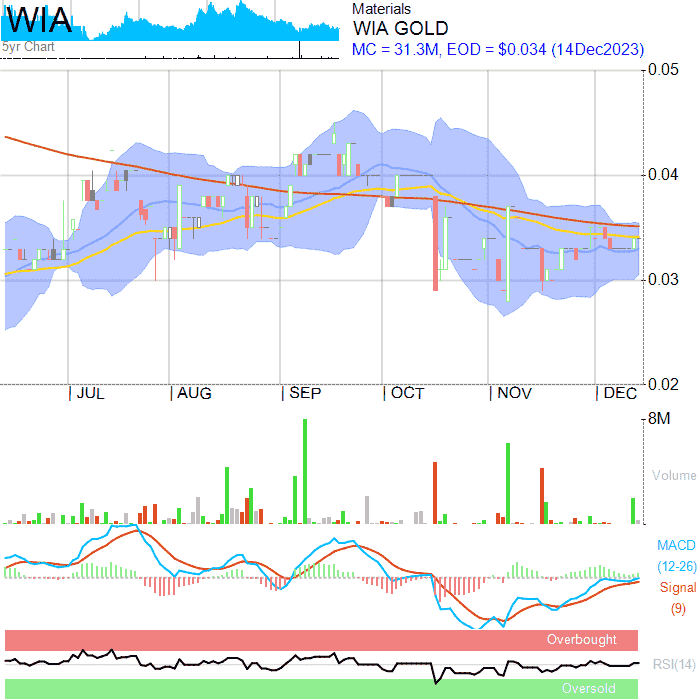 WIA
5yr Chart
Materials
WIA GOLD
MC = 31.3M, EOD = $0.034 (14Dec2023)
0.05
0.04
0.03
0.02
JUL AUG SEP OCT NOV DEC
8M
Volume
MACD
(12-26)
Signal
(9)
Overbought
RSI(14)
Oversold